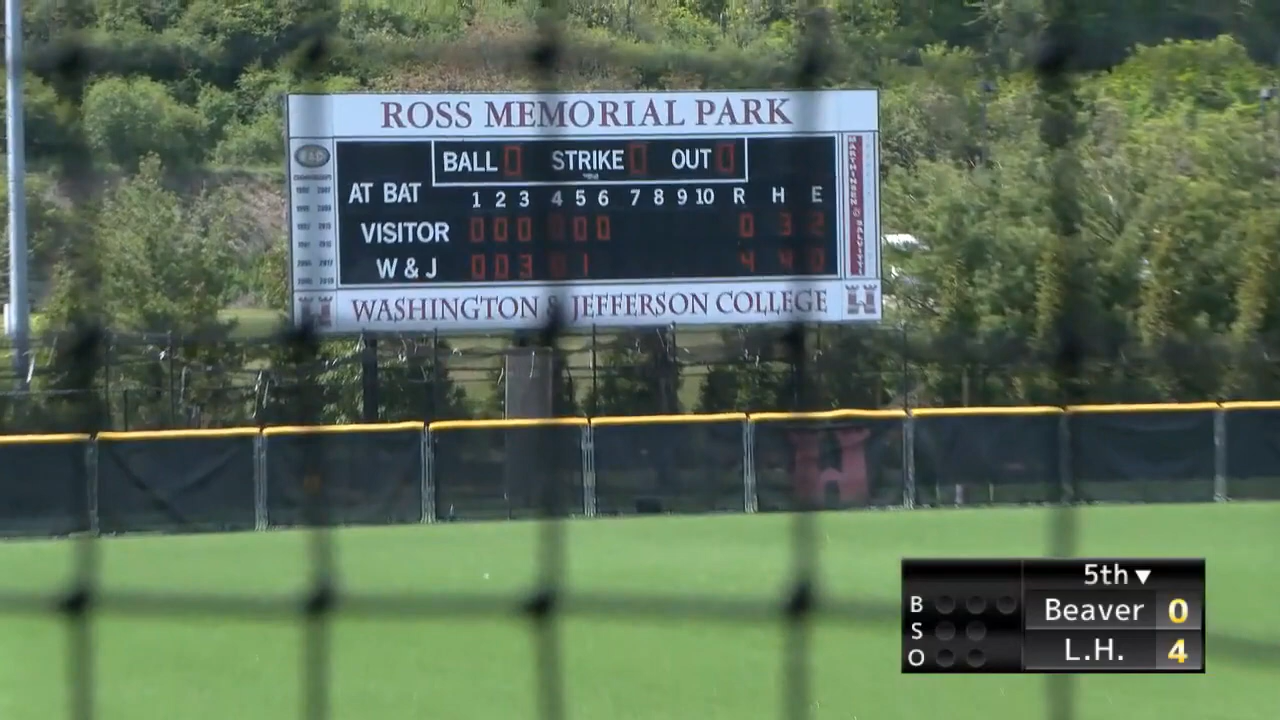 ROSS MEMORIAL PARK
BALL 0 STRIKE 0 OUT 0
AT BAT 1 2 3 4 5 6 7 8 9 10 R H E
VISITOR 0 0 0 0 0 0 0 3 2
W & J 0 0 3 0 1 4 4 0
WASHINGTON & JEFFERSON COLLEGE
MARTHINSEN & SALVITTI
5th ▼
B
S
O
Beaver 0
L.H. 4